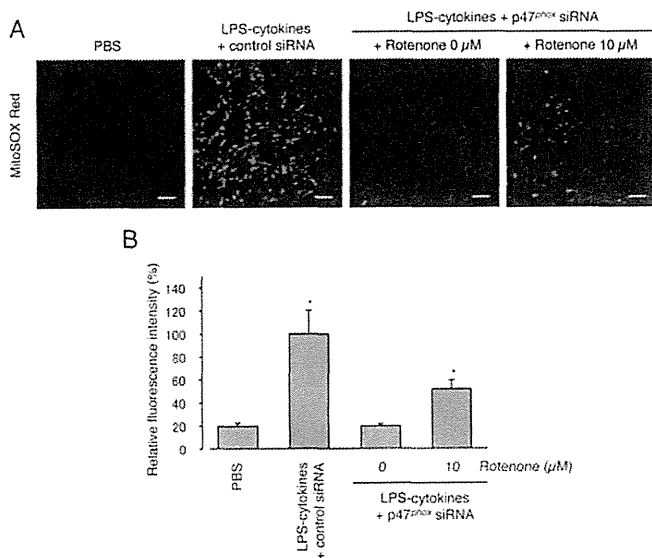 A
PBS
LPS-cytokines
+ control siRNA
LPS-cytokines + p47phox siRNA
+ Rotenone 0 µM
+ Rotenone 10 µM
MitoSOX Red
B
Relative fluorescence intensity (%)
140
120
100
80
60
40
20
0
*
*
PBS
LPS-cytokines
+ control siRNA
0
10
Rotenone (µM)
LPS-cytokines
+ p47phox siRNA